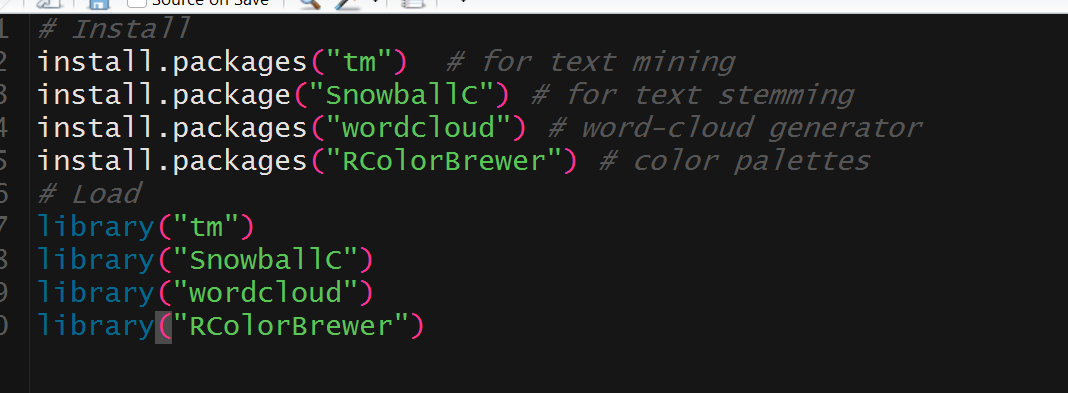 Source on Save
1 # Install
2 install.packages("tm")  # for text mining
3 install.package("SnowballC") # for text stemming
4 install.packages("wordcloud") # word-cloud generator
5 install.packages("RColorBrewer") # color palettes
6 # Load
7 library("tm")
8 library("SnowballC")
9 library("wordcloud")
0 library("RColorBrewer")